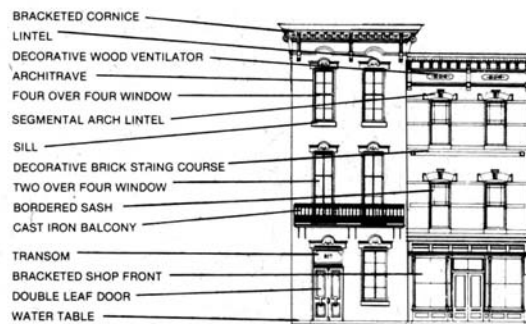 BRACKETED CORNICE
LINTEL
DECORATIVE WOOD VENTILATOR
ARCHITRAVE
FOUR OVER FOUR WINDOW
SEGMENTAL ARCH LINTEL
SILL
DECORATIVE BRICK STRING COURSE
TWO OVER FOUR WINDOW
BORDERED SASH
CAST IRON BALCONY
TRANSOM
BRACKETED SHOP FRONT
DOUBLE LEAF DOOR
WATER TABLE